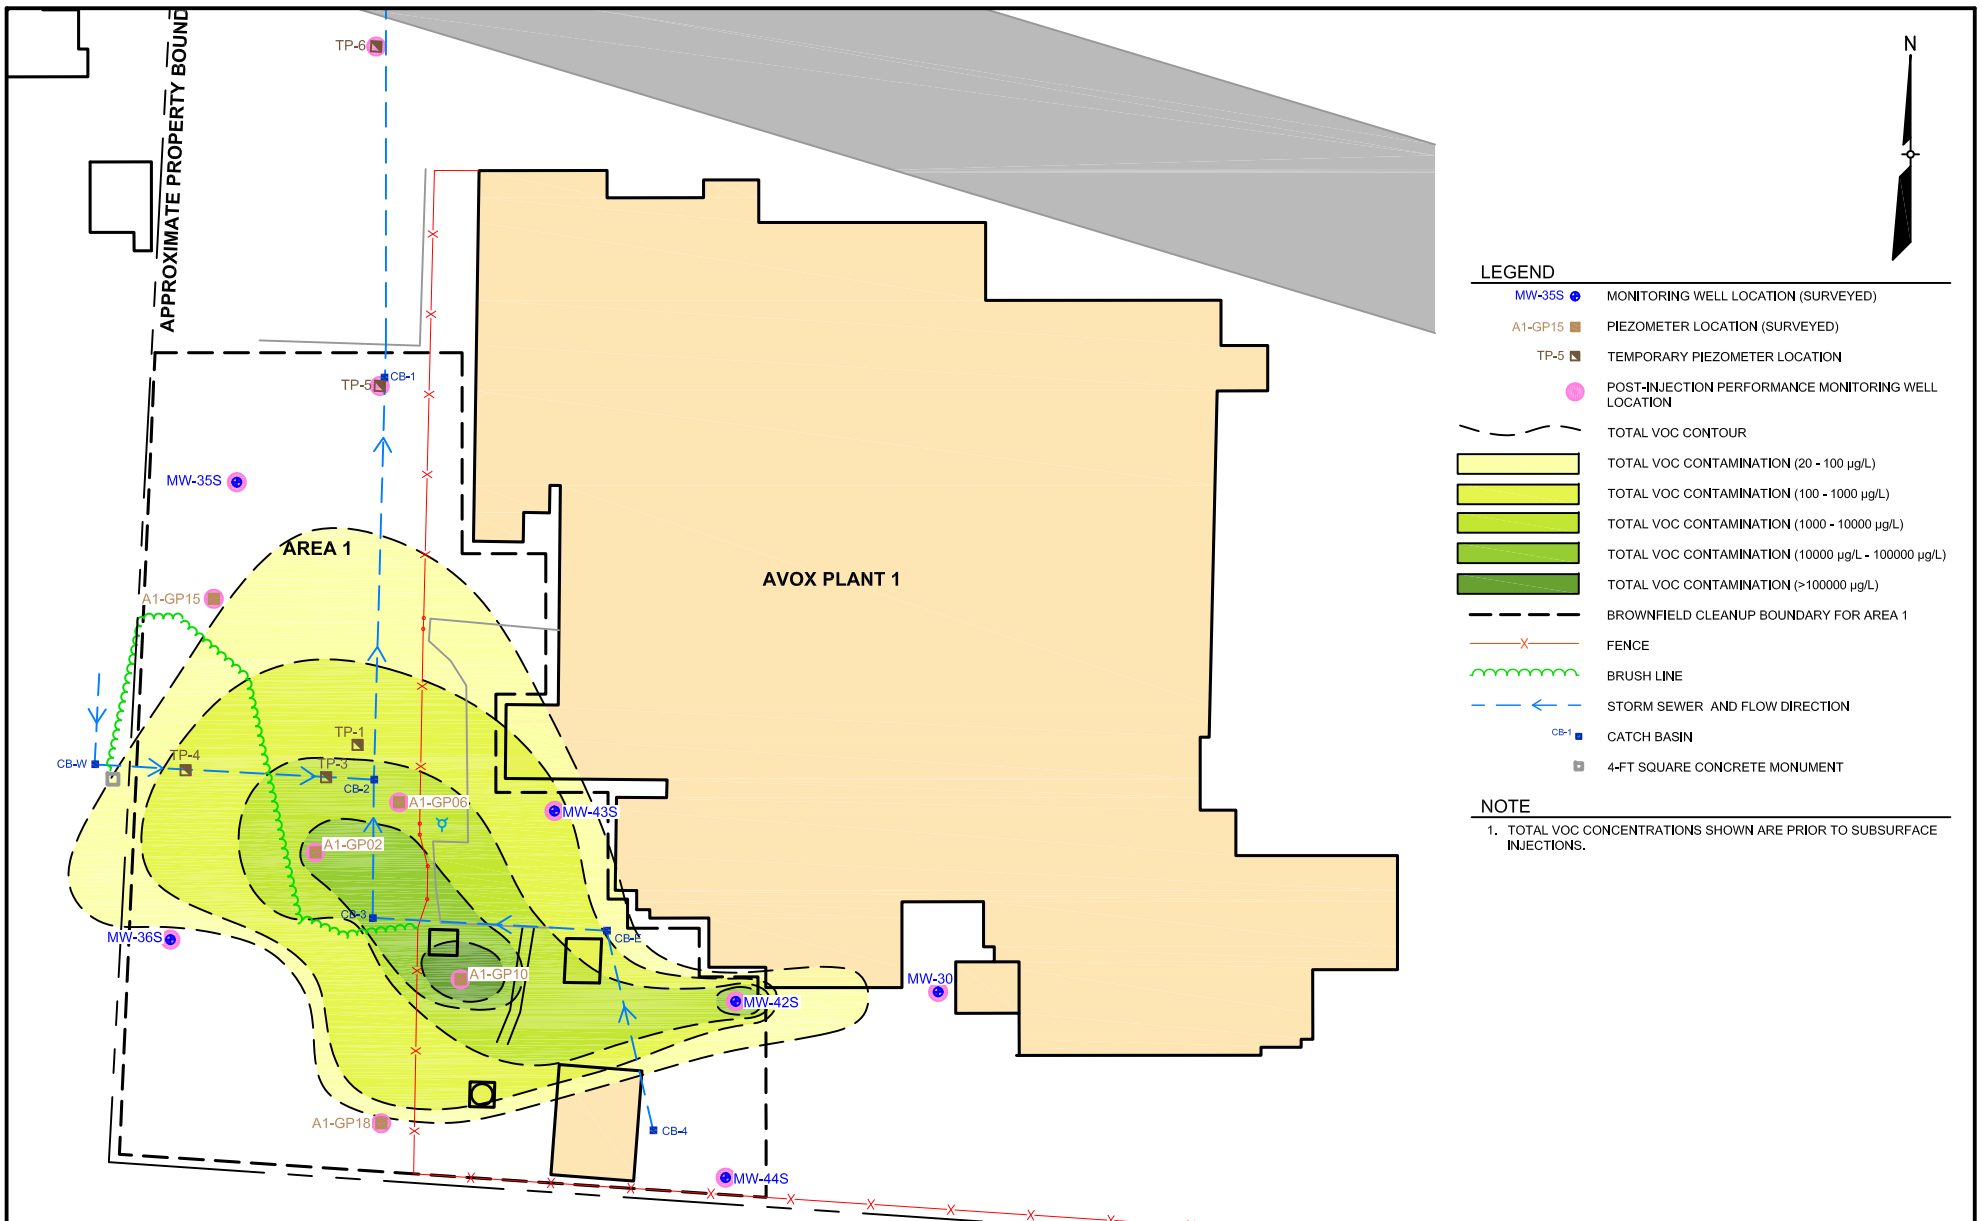 TP-6
N
APPROXIMATE PROPERTY BOUND
LEGEND
MW-35S MONITORING WELL LOCATION (SURVEYED)
A1-GP15 PIEZOMETER LOCATION (SURVEYED)
TP-5 TEMPORARY PIEZOMETER LOCATION
POST-INJECTION PERFORMANCE MONITORING WELL
LOCATION
TOTAL VOC CONTOUR
TOTAL VOC CONTAMINATION (20 - 100 µg/L)
TOTAL VOC CONTAMINATION (100 - 1000 µg/L)
TOTAL VOC CONTAMINATION (1000 - 10000 µg/L)
TOTAL VOC CONTAMINATION (10000 µg/L - 100000 µg/L)
TOTAL VOC CONTAMINATION (>100000 µg/L)
BROWNFIELD CLEANUP BOUNDARY FOR AREA 1
FENCE
BRUSH LINE
STORM SEWER AND FLOW DIRECTION
CB-1 CATCH BASIN
4-FT SQUARE CONCRETE MONUMENT
NOTE
1. TOTAL VOC CONCENTRATIONS SHOWN ARE PRIOR TO SUBSURFACE
INJECTIONS.
TP-5
CB-1
MW-35S
AREA 1
AVOX PLANT 1
A1-GP15
TP-1
CB-W
TP-4
TP-3
CB-2
A1-GP06
MW-43S
A1-GP02
CB-3
MW-36S
CB-E
A1-GP10
MW-30
MW-42S
A1-GP18
CB-4
MW-44S